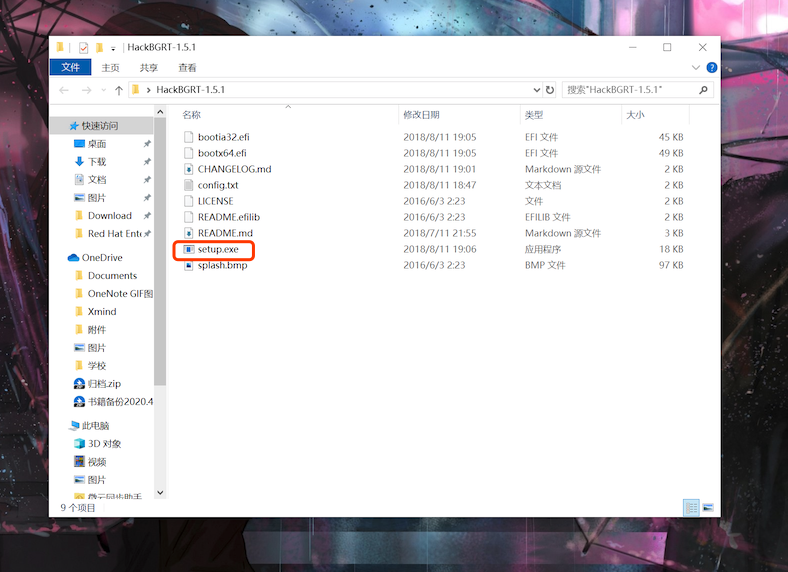 HackBGRT-1.5.1
文件 主页 共享 查看
HackBGRT-1.5.1 搜索"HackBGRT-1.5.1"
名称 修改日期 类型 大小
快速访问
桌面
下载
文档
图片
Download
Red Hat Ente
OneDrive
Documents
OneNote GIF图
Xmind
附件
图片
学校
归档.zip
书籍备份2020.4
此电脑
3D 对象
视频
图片
微云同步助手
bootia32.efi 2018/8/11 19:05 EFI 文件 45 KB
bootx64.efi 2018/8/11 19:05 EFI 文件 49 KB
CHANGELOG.md 2018/8/11 19:01 Markdown 源文件 2 KB
config.txt 2018/8/11 18:47 文本文档 2 KB
LICENSE 2016/6/3 2:23 文件 2 KB
README.efilib 2016/6/3 2:23 EFILIB 文件 2 KB
README.md 2018/7/11 21:55 Markdown 源文件 3 KB
setup.exe 2018/8/11 19:06 应用程序 18 KB
splash.bmp 2016/6/3 2:23 BMP 文件 97 KB
9 个项目